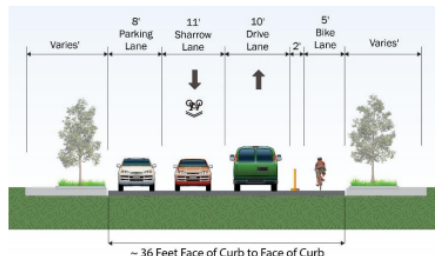 Varies'
8'
Parking
Lane
11'
Sharrow
Lane
10'
Drive
Lane
2'
5'
Bike
Lane
Varies'
~ 36 Feet Face of Curb to Face of Curb